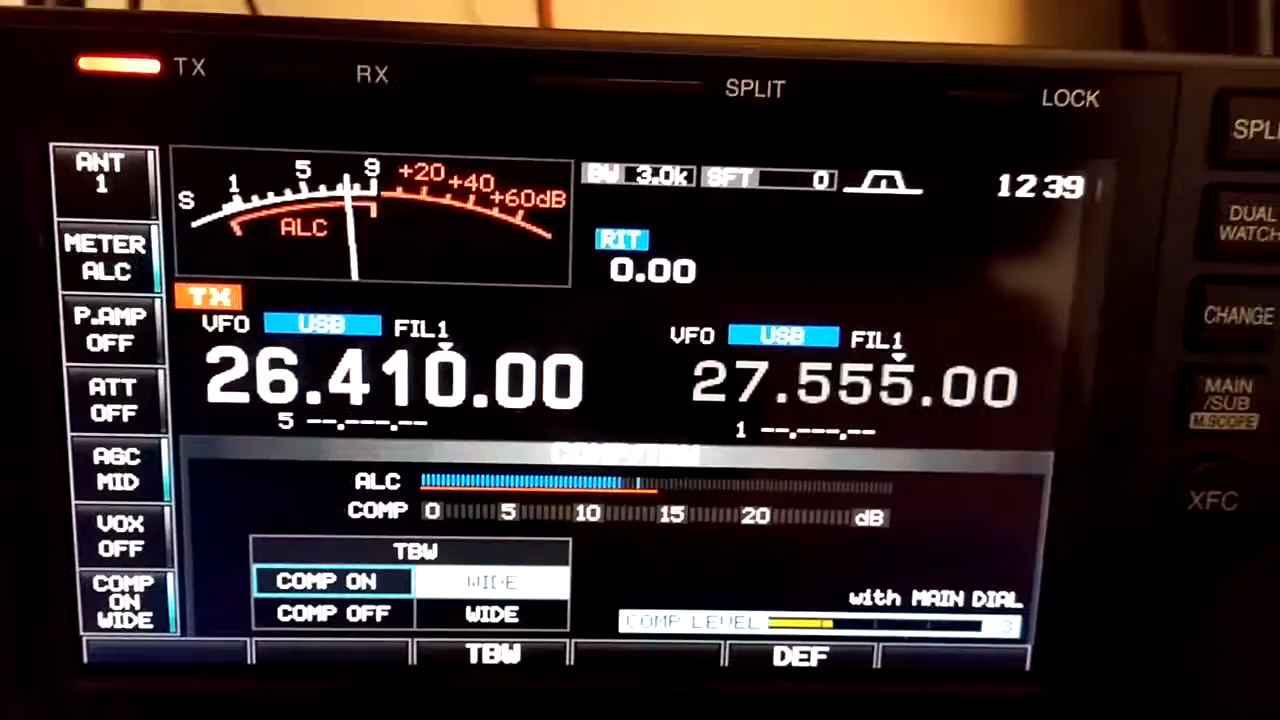 TX RX SPLIT LOCK
SPLI
ANT 1
S 1 5 9 +20 +40 +60dB
ALC
BW 3.0k SFT 0
12:39
DUAL WATCH
METER ALC
RIT
0.00
TX
P.AMP OFF
VFO USB FIL1
VFO USB FIL1
CHANGE
26.410.00
27.555.00
ATT OFF
5 --.---.--
1 --.---.--
MAIN /SUB
M.SCOPE
COMP/TBW
AGC MID
ALC
COMP 0 5 10 15 20 dB
XFC
VOX OFF
TBW
COMP ON WIDE
COMP OFF WIDE
COMP ON WIDE
with MAIN DIAL
COMP LEVEL 3
TBW DEF